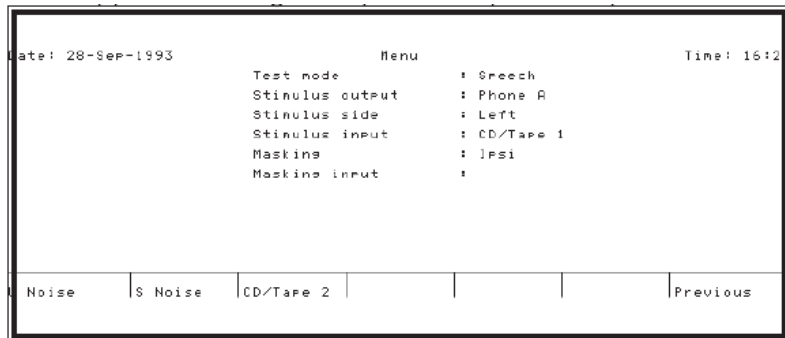 ate: 28-Sep-1993 Menu Time: 16:2
Test mode : Speech
Stimulus output : Phone A
Stimulus side : Left
Stimulus input : CD/Tape 1
Masking : Ipsi
Masking input :
Noise S Noise CD/Tape 2 Previous